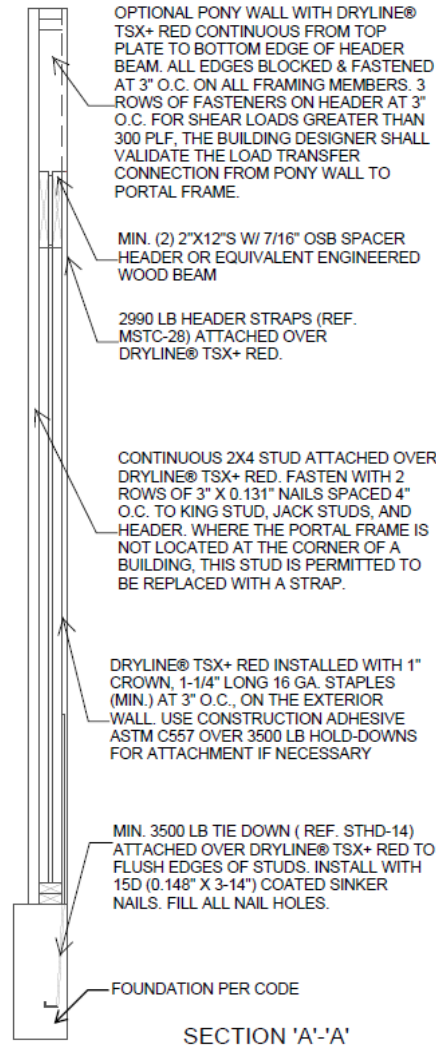 OPTIONAL PONY WALL WITH DRYLINE®
TSX+ RED CONTINUOUS FROM TOP
PLATE TO BOTTOM EDGE OF HEADER
BEAM. ALL EDGES BLOCKED & FASTENED
AT 3" O.C. ON ALL FRAMING MEMBERS. 3
ROWS OF FASTENERS ON HEADER AT 3"
O.C. FOR SHEAR LOADS GREATER THAN
300 PLF, THE BUILDING DESIGNER SHALL
VALIDATE THE LOAD TRANSFER
CONNECTION FROM PONY WALL TO
PORTAL FRAME.
MIN. (2) 2"X12"S W/ 7/16" OSB SPACER
HEADER OR EQUIVALENT ENGINEERED
WOOD BEAM
2990 LB HEADER STRAPS (REF.
MSTC-28) ATTACHED OVER
DRYLINE® TSX+ RED.
CONTINUOUS 2X4 STUD ATTACHED OVER
DRYLINE® TSX+ RED. FASTEN WITH 2
ROWS OF 3" X 0.131" NAILS SPACED 4"
O.C. TO KING STUD, JACK STUDS, AND
HEADER. WHERE THE PORTAL FRAME IS
NOT LOCATED AT THE CORNER OF A
BUILDING, THIS STUD IS PERMITTED TO
BE REPLACED WITH A STRAP.
DRYLINE® TSX+ RED INSTALLED WITH 1"
CROWN, 1-1/4" LONG 16 GA. STAPLES
(MIN.) AT 3" O.C., ON THE EXTERIOR
WALL. USE CONSTRUCTION ADHESIVE
ASTM C557 OVER 3500 LB HOLD-DOWNS
FOR ATTACHMENT IF NECESSARY
MIN. 3500 LB TIE DOWN ( REF. STHD-14)
ATTACHED OVER DRYLINE® TSX+ RED TO
FLUSH EDGES OF STUDS. INSTALL WITH
15D (0.148" X 3-14") COATED SINKER
NAILS. FILL ALL NAIL HOLES.
FOUNDATION PER CODE
SECTION 'A'-'A'